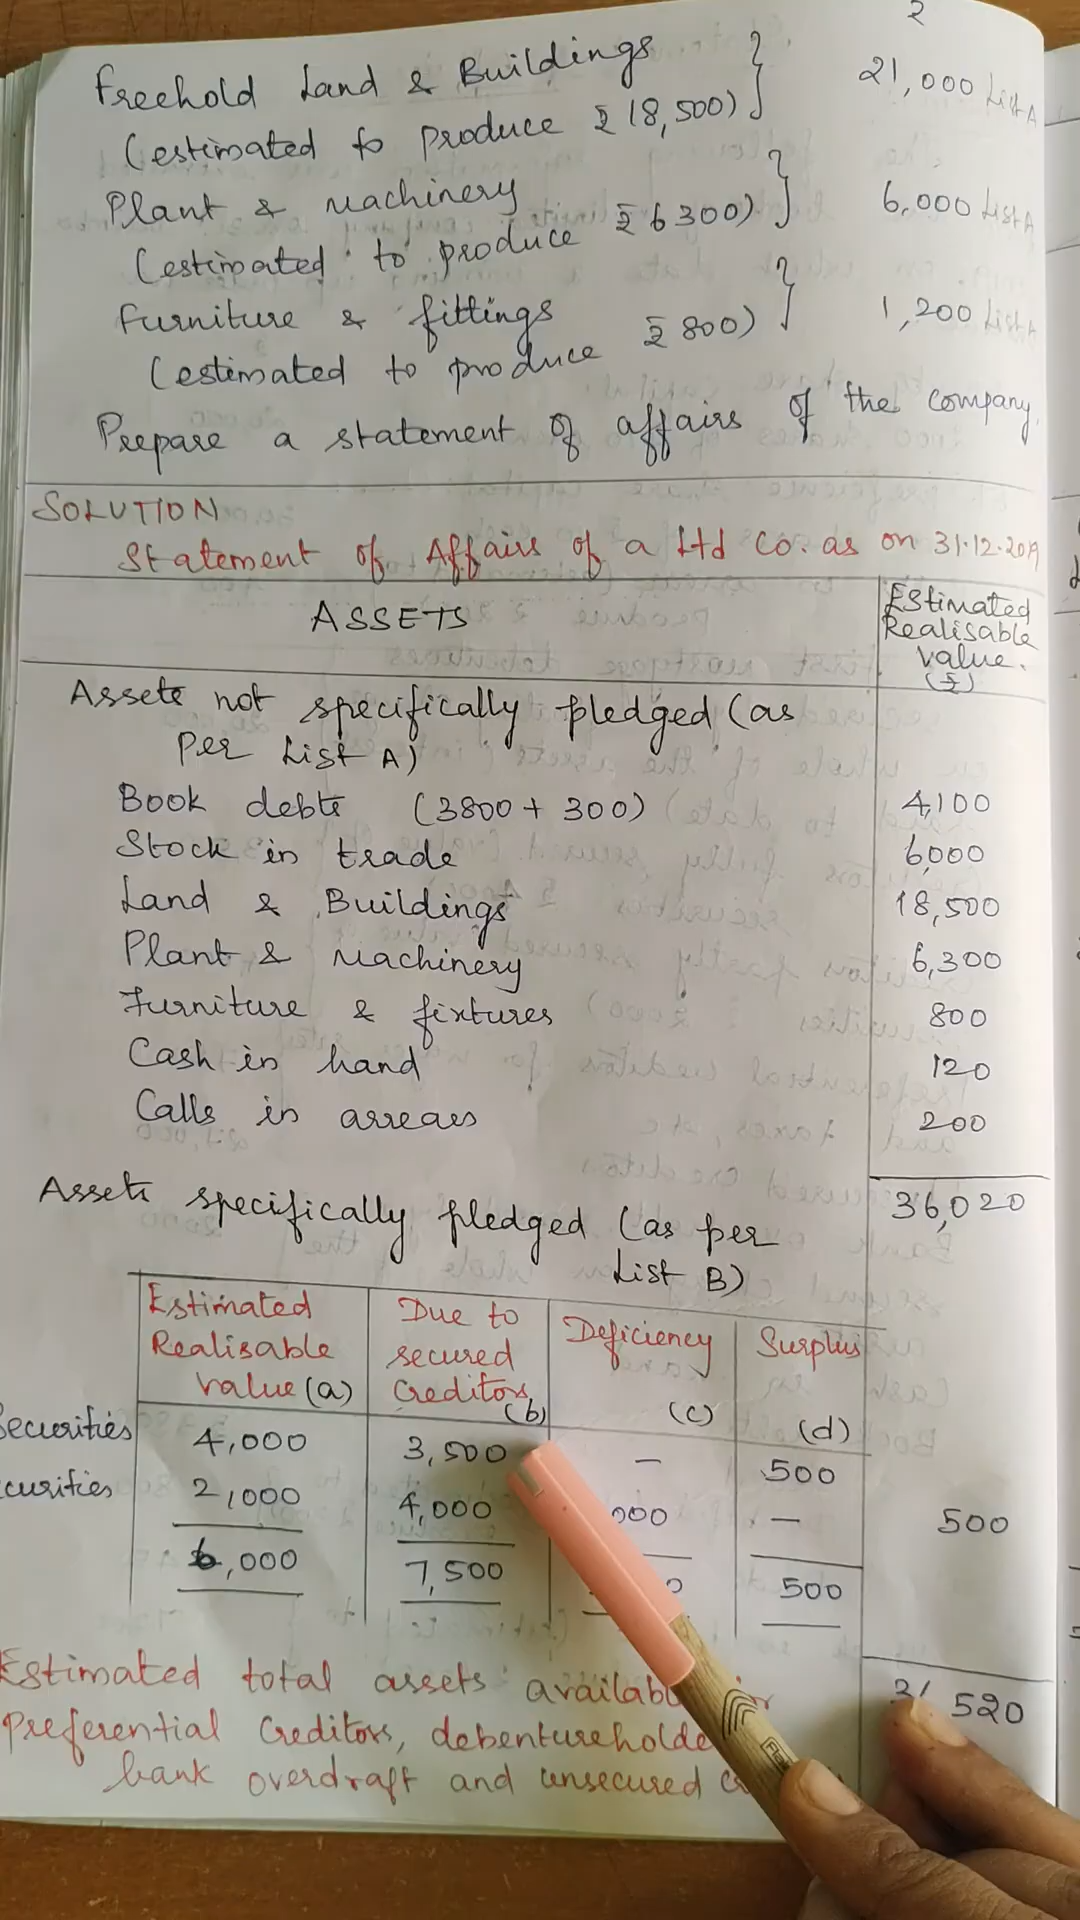 2
Freehold Land & Buildings
(estimated to produce ₹ 18,500) } 21,000 List A
Plant & Machinery
(estimated to produce ₹ 6300) } 6,000 List A
Furniture & fittings
(estimated to produce ₹ 800) } 1,200 List A
Prepare a statement of affairs of the company.
SOLUTION
Statement of Affairs of a Ltd Co. as on 31.12.2019
ASSETS
Estimated
Realisable
Value.
(₹)
Assets not specifically pledged (as
per List A)
Book debts (3800 + 300) 4,100
Stock in trade 6,000
Land & Buildings 18,500
Plant & Machinery 6,300
Furniture & fixtures 800
Cash in hand 120
Calls in arrears 200
36,020
Assets specifically pledged (as per
List B)
Estimated Realisable Value (a)
Due to secured Creditors (b)
Deficiency (c)
Surplus (d)
Securities 4,000 3,500 – 500
2,000 4,000 – 500
6,000 7,500 500
Estimated total assets
Preferential Creditors,
bank overdraft and unsecured
520